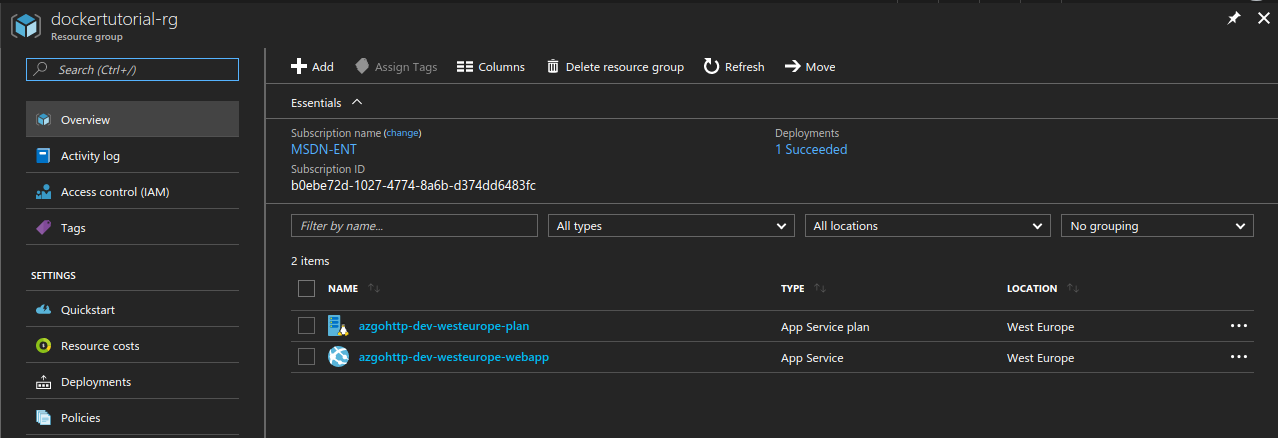 dockertutorial-rg
Resource group
Search (Ctrl+/)
Overview
Activity log
Access control (IAM)
Tags
SETTINGS
Quickstart
Resource costs
Deployments
Policies
Add Assign Tags Columns Delete resource group Refresh Move
Essentials
Subscription name (change) Deployments
MSDN-ENT 1 Succeeded
Subscription ID
b0ebe72d-1027-4774-8a6b-d374dd6483fc
Filter by name... All types All locations No grouping
2 items
NAME TYPE LOCATION
azgohttp-dev-westeurope-plan App Service plan West Europe
azgohttp-dev-westeurope-webapp App Service West Europe